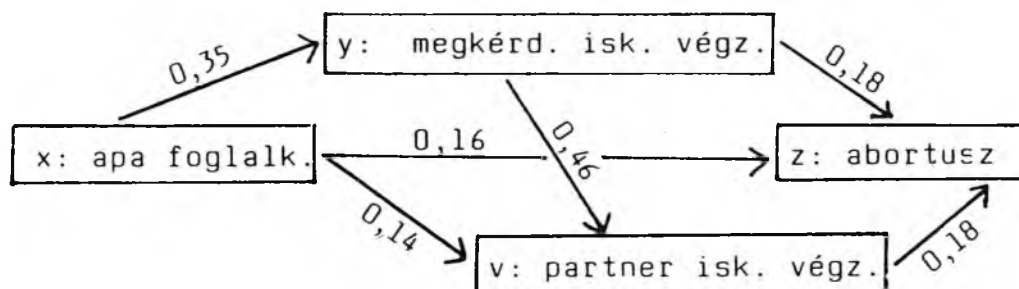 y: megkérd. isk. végz.
0,35
0,18
x: apa foglalk.
0,16
0,46
z: abortusz
0,14
v: partner isk. végz.
0,18